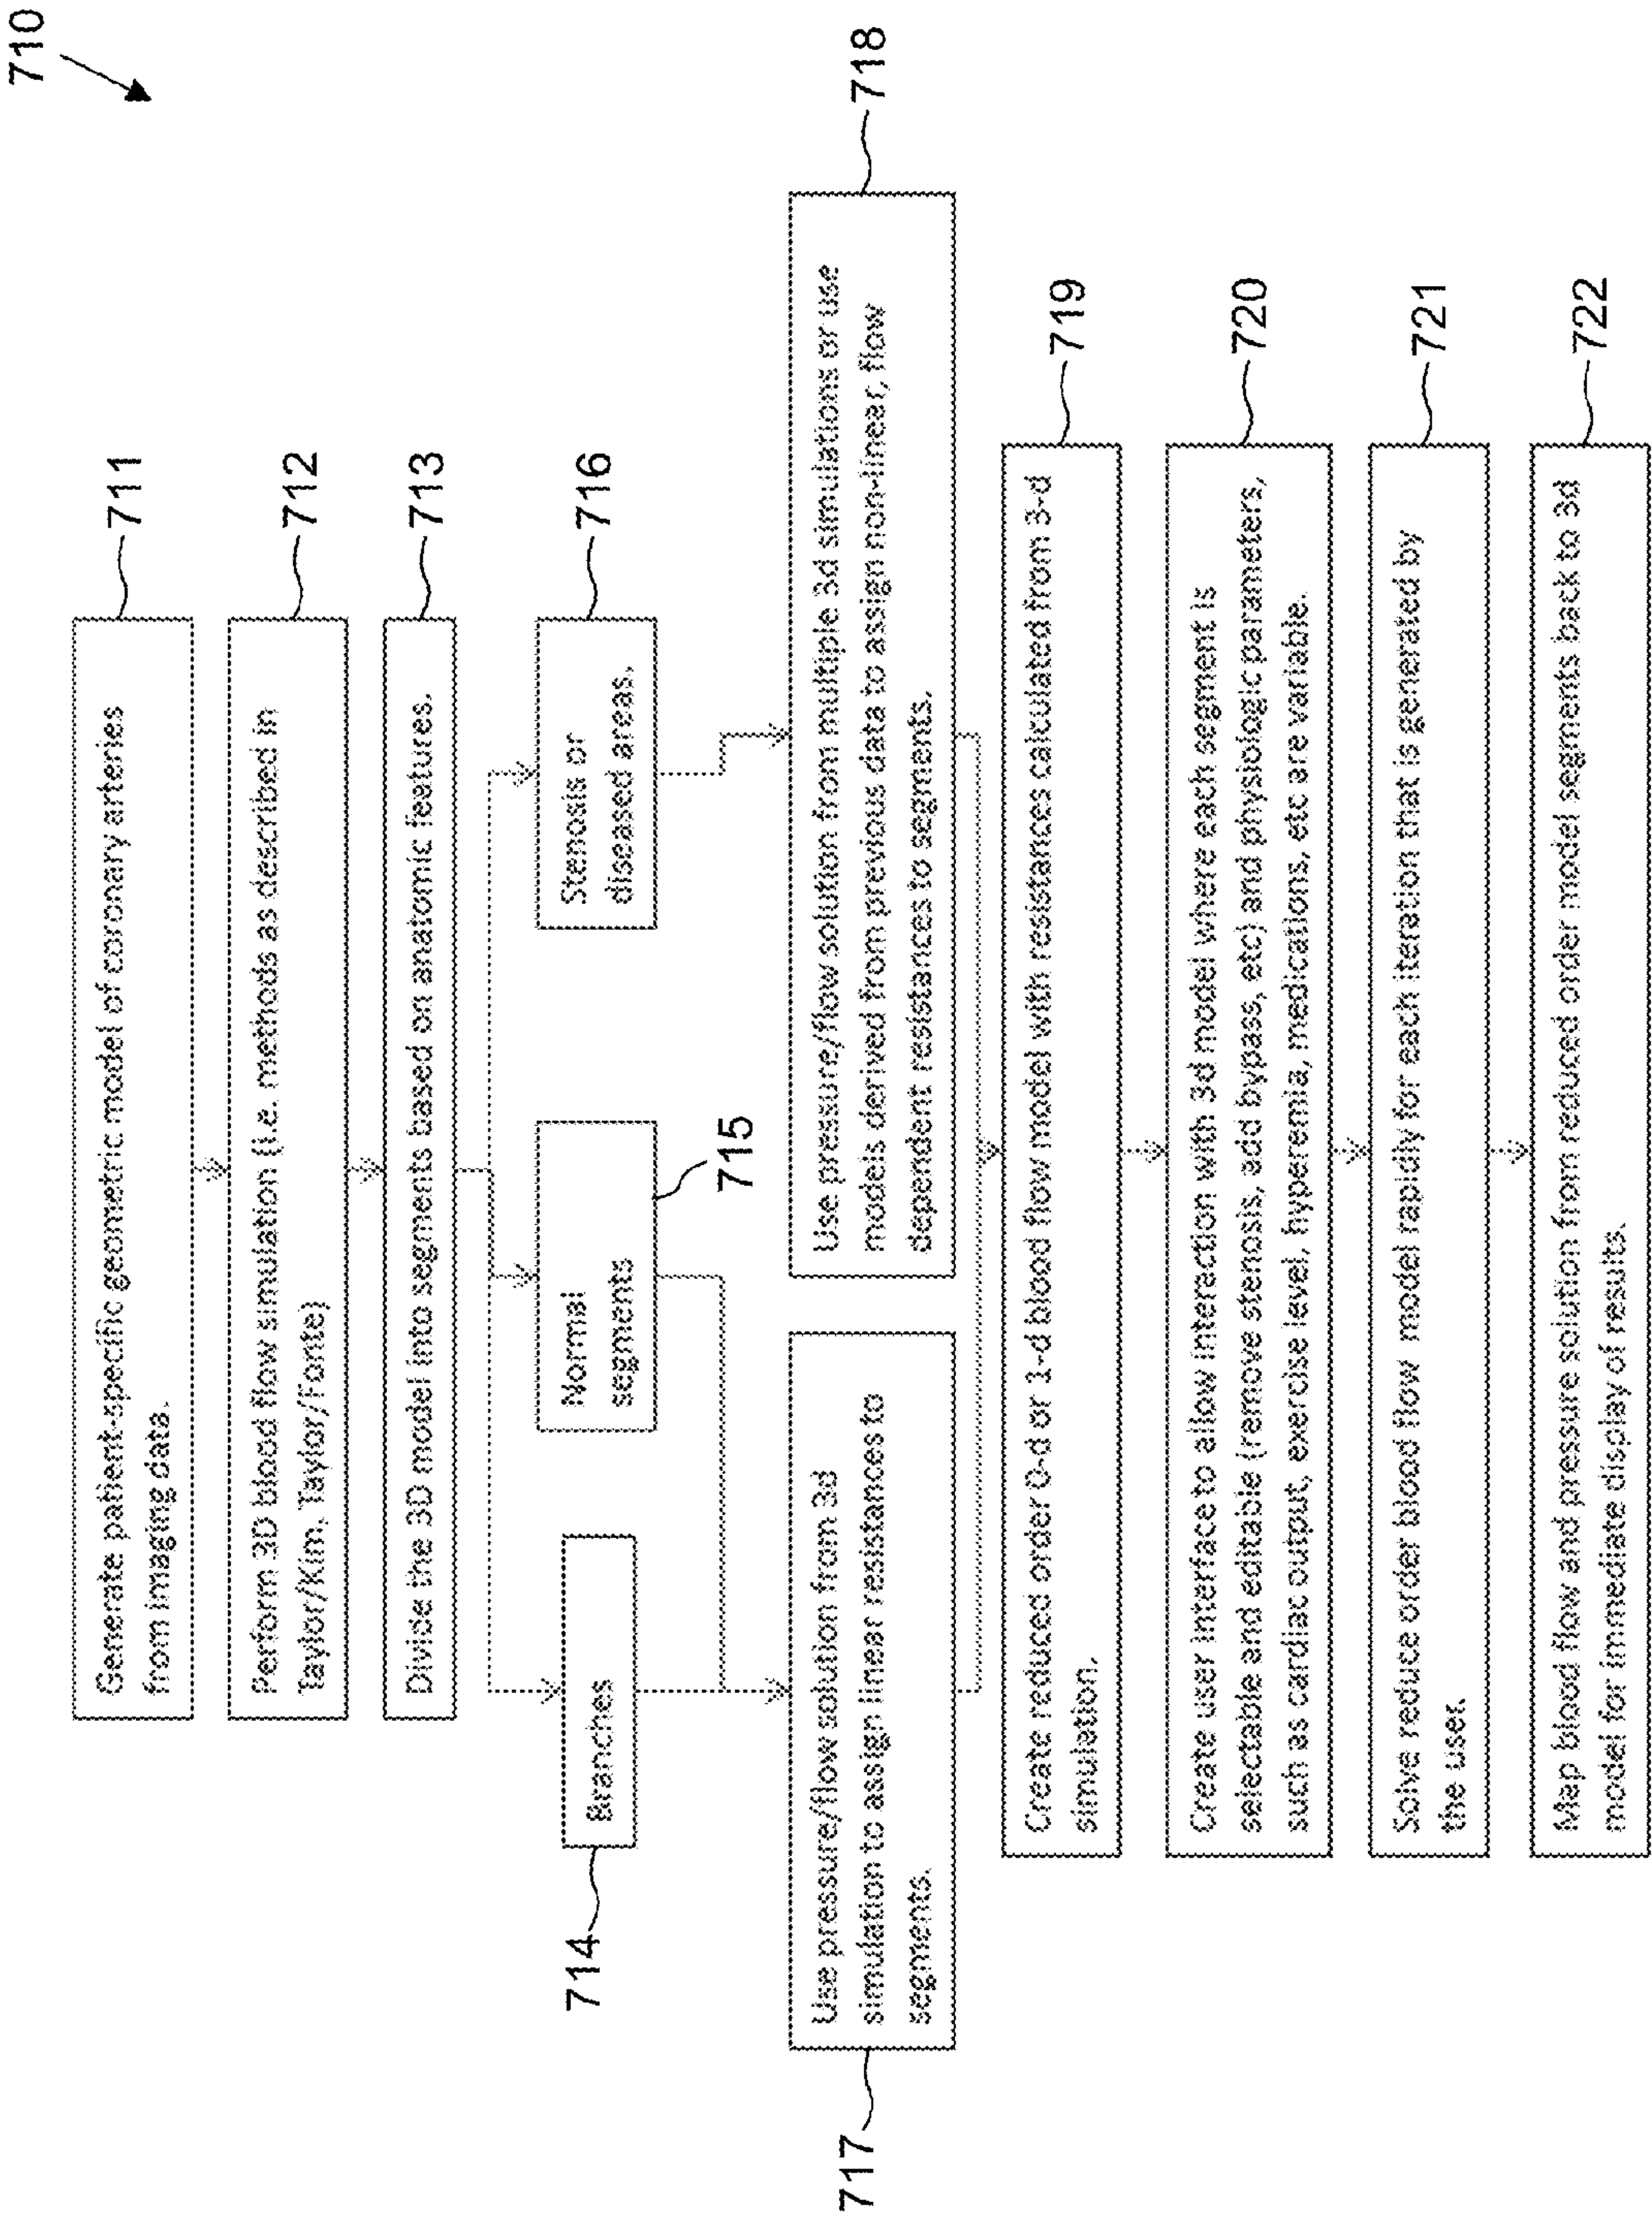 710
Generate patient-specific geometric model of coronary arteries
from imaging data.
711
Perform 3D blood flow simulation (i.e. methods as described in
Taylor/Kim, Taylor/Fonte)
712
Divide the 3D model into segments based on anatomic features.
713
714
Branches
Normal
segments
715
Stenosis or
diseased areas.
716
717
Use pressure/flow solution from 3d
simulation to assign linear resistances to
segments.
Use pressure/flow solution from multiple 3d simulations or use
models derived from previous data to assign non-linear, flow
dependent resistances to segments.
718
Create reduced order 0-d or 1-d blood flow model with resistances calculated from 3-d
simulation.
719
Create user interface to allow interaction with 3d model where each segment is
selectable and editable (remove stenosis, add bypass, etc) and physiologic parameters,
such as cardiac output, exercise level, hyperemia, medications, etc are variable.
720
Solve reduce order blood flow model rapidly for each iteration that is generated by
the user.
721
Map blood flow and pressure solution from reduced order model segments back to 3d
model for immediate display of results.
722